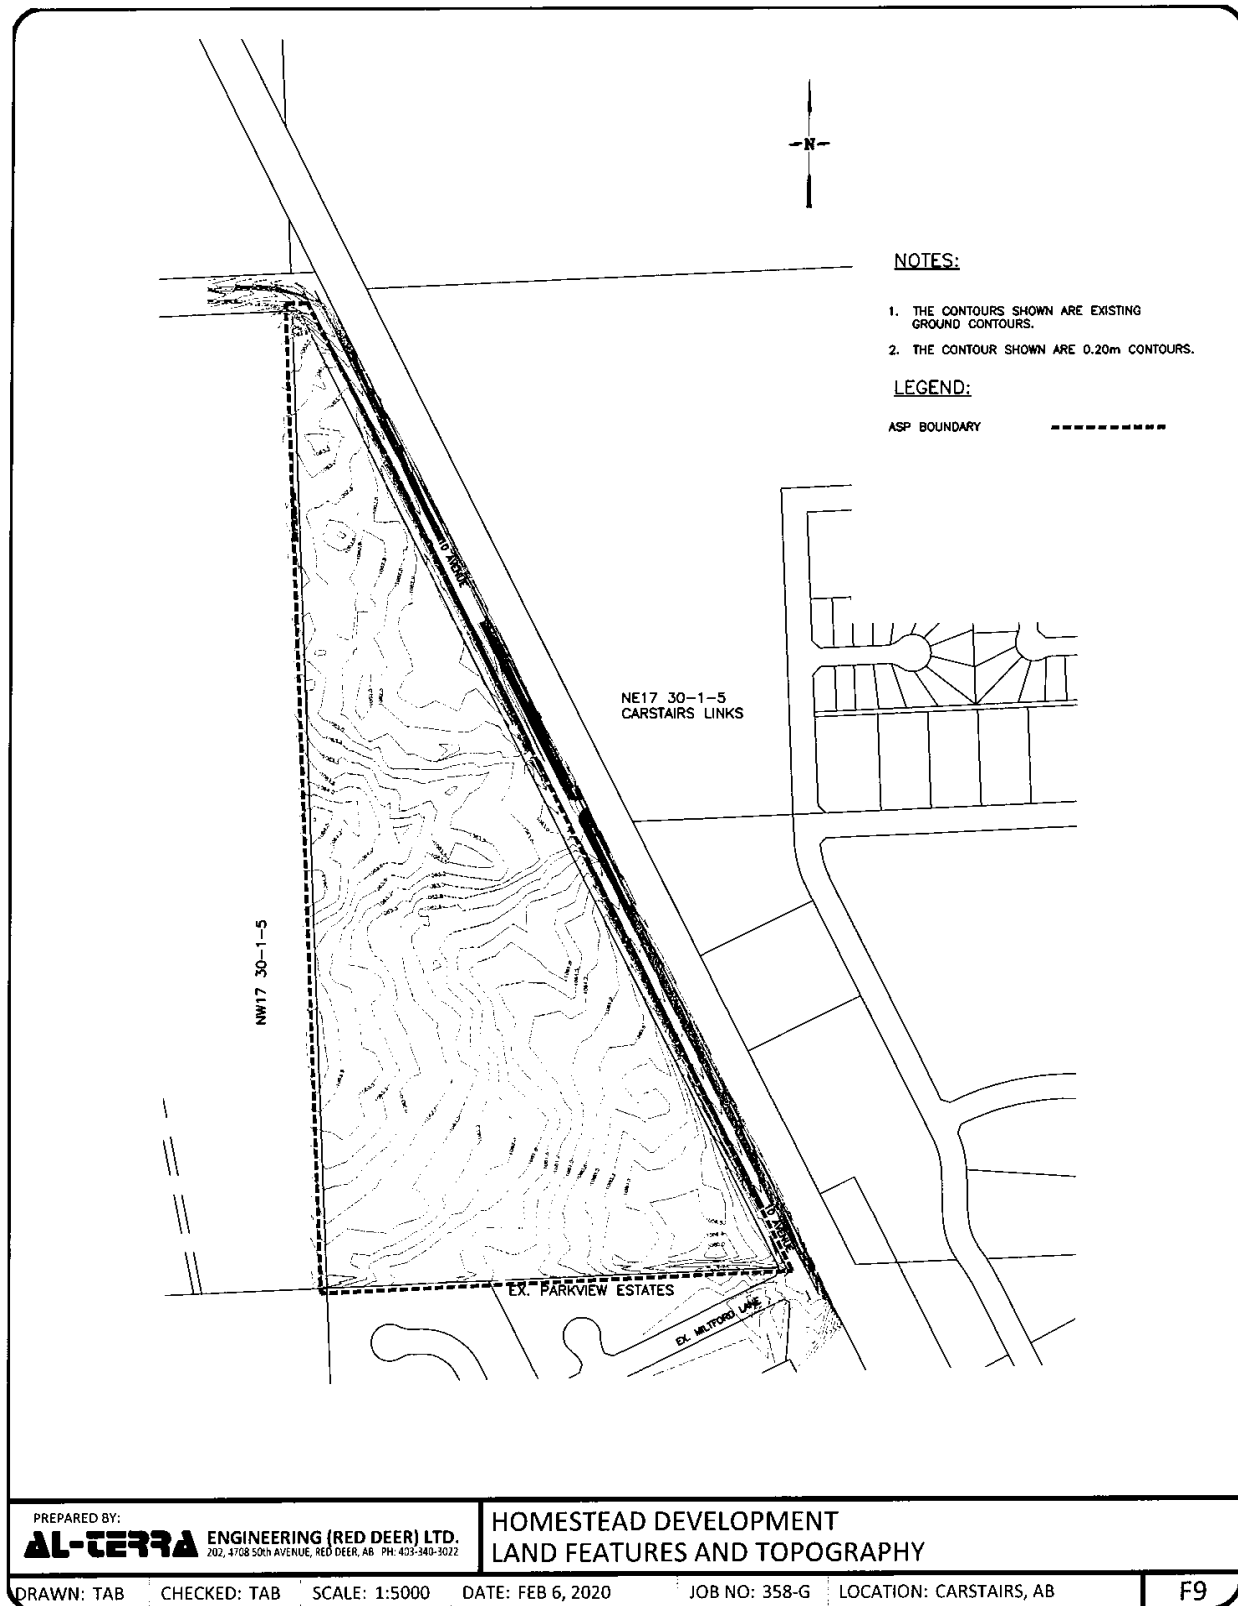 -N-
NOTES:
1. THE CONTOURS SHOWN ARE EXISTING
GROUND CONTOURS.
2. THE CONTOUR SHOWN ARE 0.20m CONTOURS.
LEGEND:
ASP BOUNDARY
10 AVENUE
NE17 30-1-5
CARSTAIRS LINKS
NW17 30-1-5
10 AVENUE
EX. PARKVIEW ESTATES
EX. MILTFORD LANE
PREPARED BY:
AL-TERRA ENGINEERING (RED DEER) LTD.
202, 4708 50th AVENUE, RED DEER, AB PH: 403-340-3022
HOMESTEAD DEVELOPMENT
LAND FEATURES AND TOPOGRAPHY
DRAWN: TAB CHECKED: TAB SCALE: 1:5000 DATE: FEB 6, 2020 JOB NO: 358-G LOCATION: CARSTAIRS, AB F9